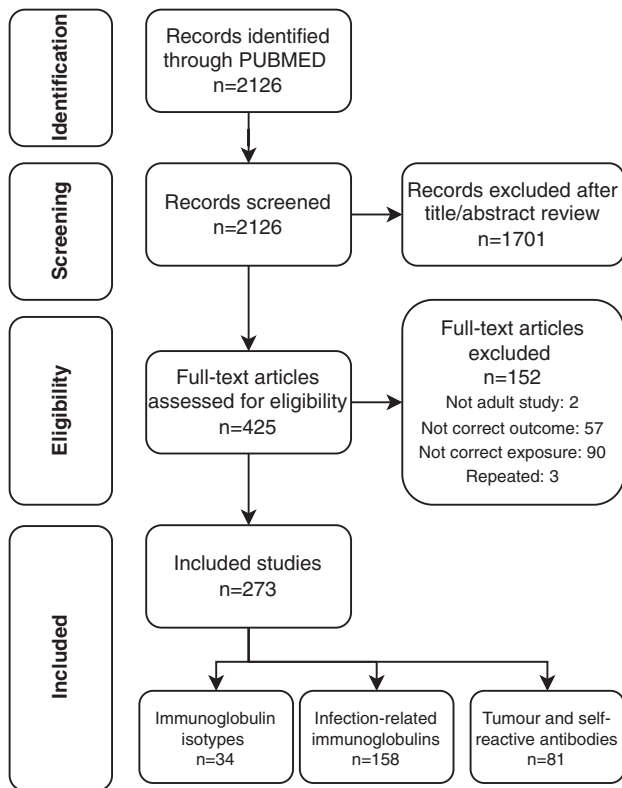 Identification
Records identified
through PUBMED
n=2126
Screening
Records screened
n=2126
Records excluded after
title/abstract review
n=1701
Eligibility
Full-text articles
assessed for eligibility
n=425
Full-text articles
excluded
n=152
Not adult study: 2
Not correct outcome: 57
Not correct exposure: 90
Repeated: 3
Included
Included studies
n=273
Immunoglobulin
isotypes
n=34
Infection-related
immunoglobulins
n=158
Tumour and self-
reactive antibodies
n=81